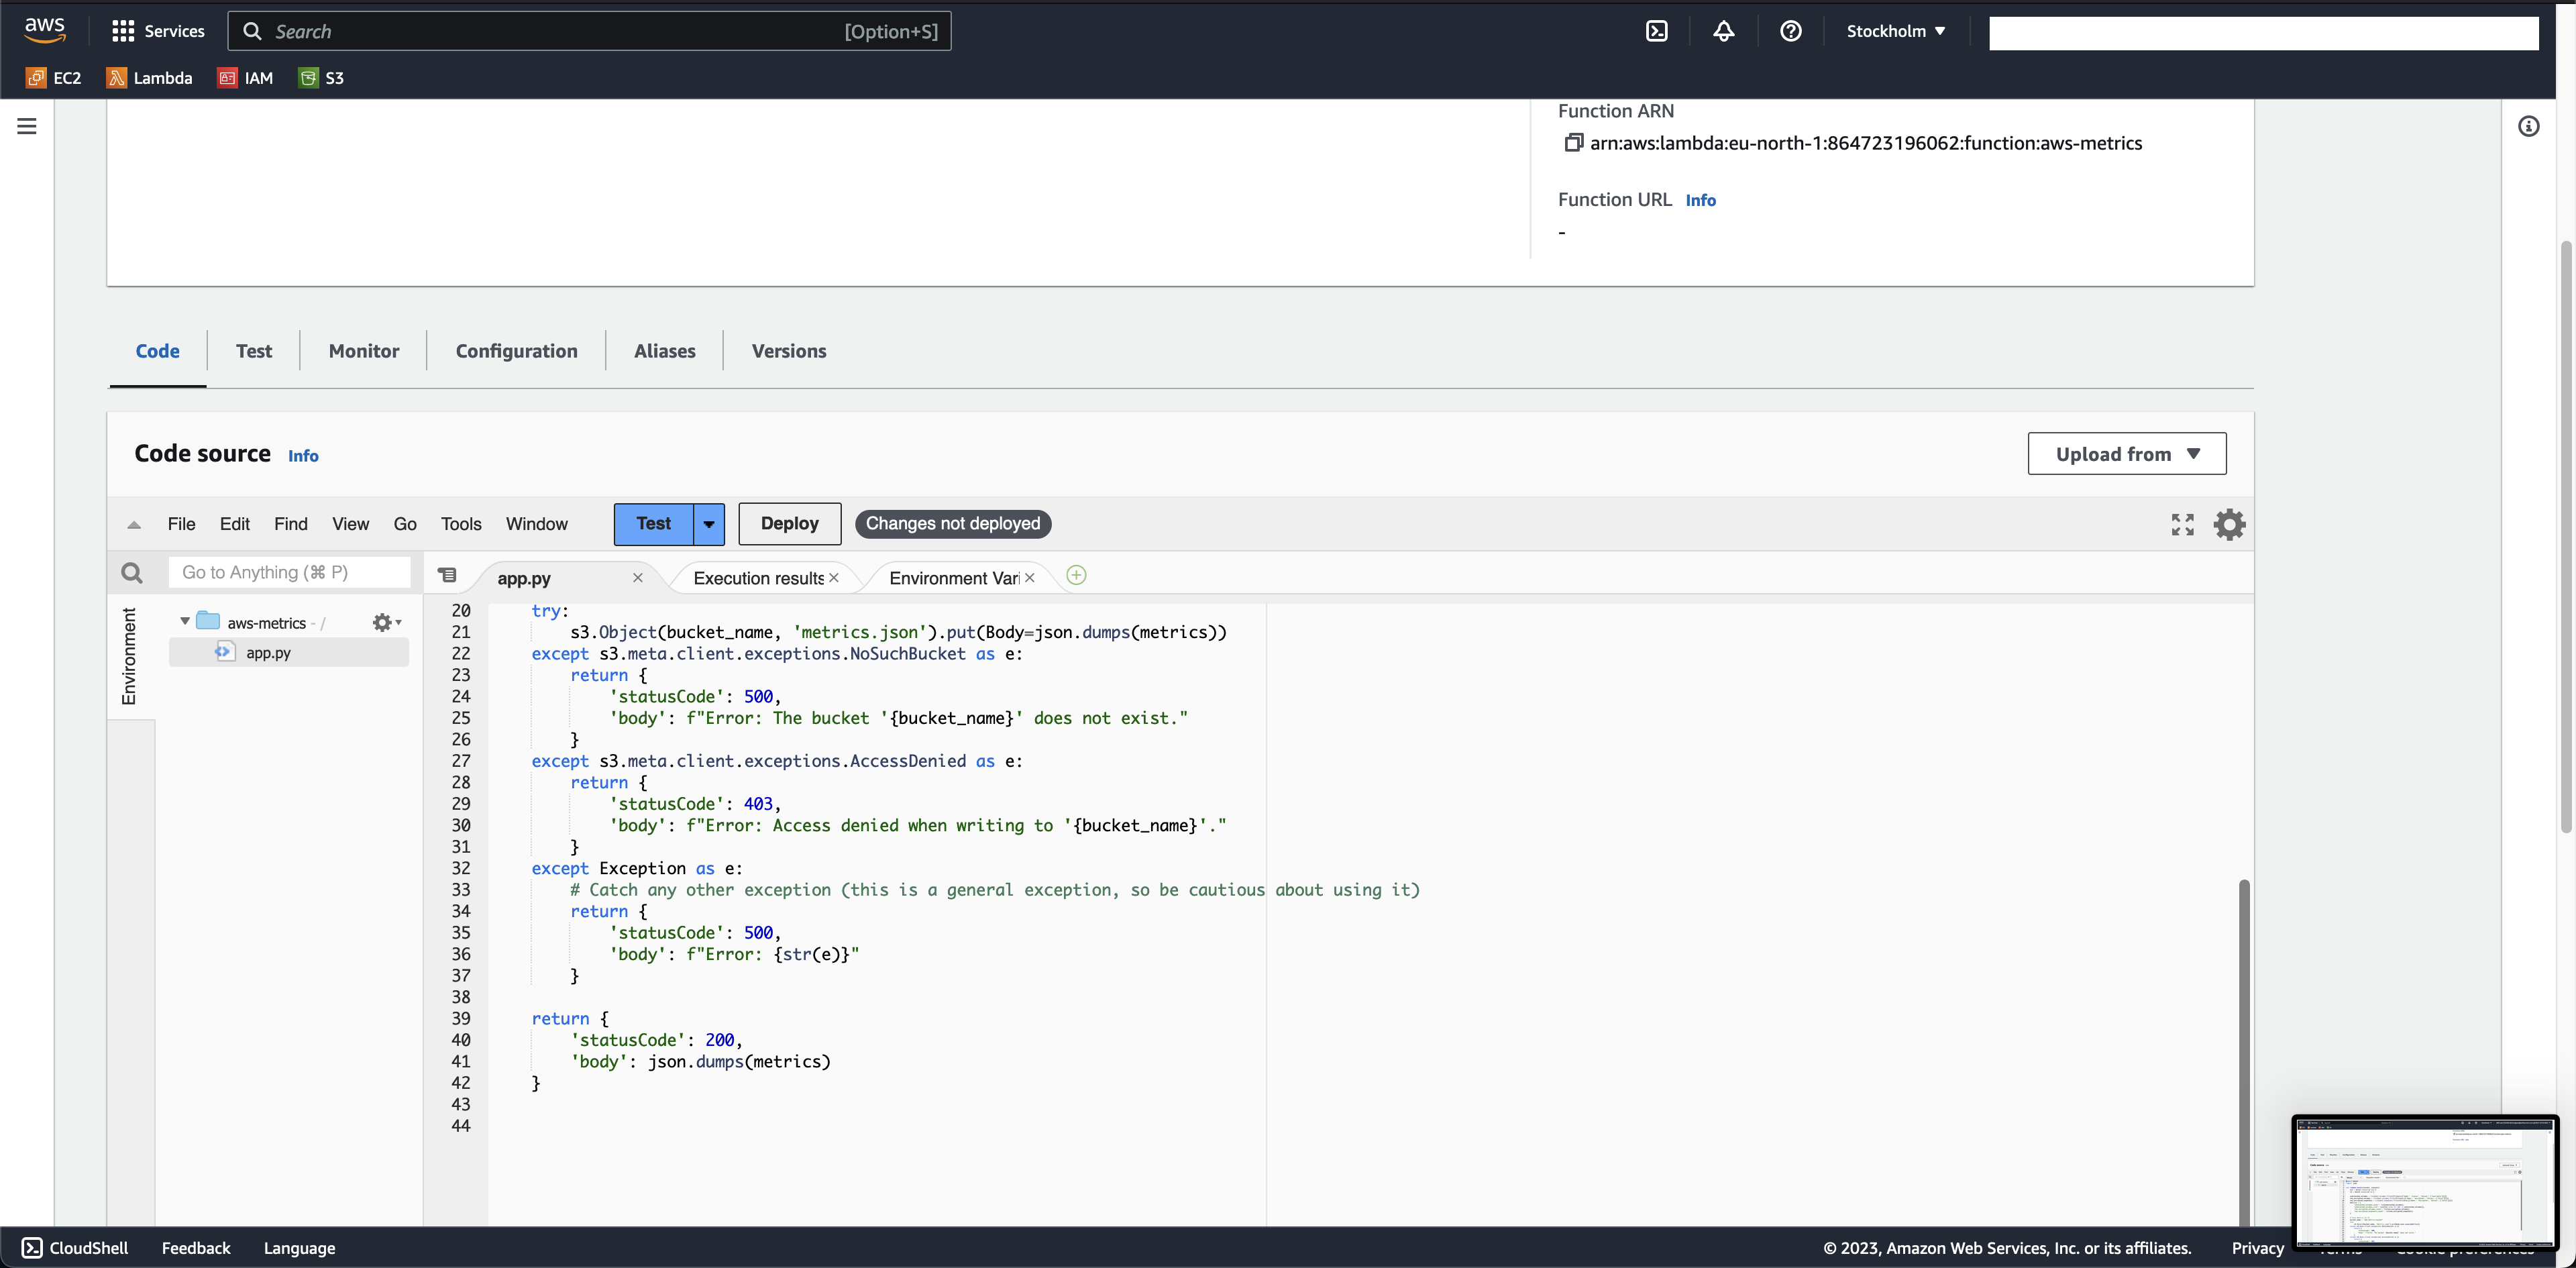 aws
Services
Search
[Option+S]
Stockholm
EC2
Lambda
IAM
S3
Function ARN
arn:aws:lambda:eu-north-1:864723196062:function:aws-metrics
Function URL Info
-
Code
Test
Monitor
Configuration
Aliases
Versions
Code source Info
Upload from
File Edit Find View Go Tools Window
Test
Deploy
Changes not deployed
Go to Anything (⌘ P)
app.py
Execution results
Environment Vari
Environment
aws-metrics - /
app.py
20 try:
21 s3.Object(bucket_name, 'metrics.json').put(Body=json.dumps(metrics))
22 except s3.meta.client.exceptions.NoSuchBucket as e:
23 return {
24 'statusCode': 500,
25 'body': f"Error: The bucket '{bucket_name}' does not exist."
26 }
27 except s3.meta.client.exceptions.AccessDenied as e:
28 return {
29 'statusCode': 403,
30 'body': f"Error: Access denied when writing to '{bucket_name}'."
31 }
32 except Exception as e:
33 # Catch any other exception (this is a general exception, so be cautious about using it)
34 return {
35 'statusCode': 500,
36 'body': f"Error: {str(e)}"
37 }
38
39 return {
40 'statusCode': 200,
41 'body': json.dumps(metrics)
42 }
43
44
CloudShell
Feedback
Language
© 2023, Amazon Web Services, Inc. or its affiliates.
Privacy
Terms
Cookie preferences